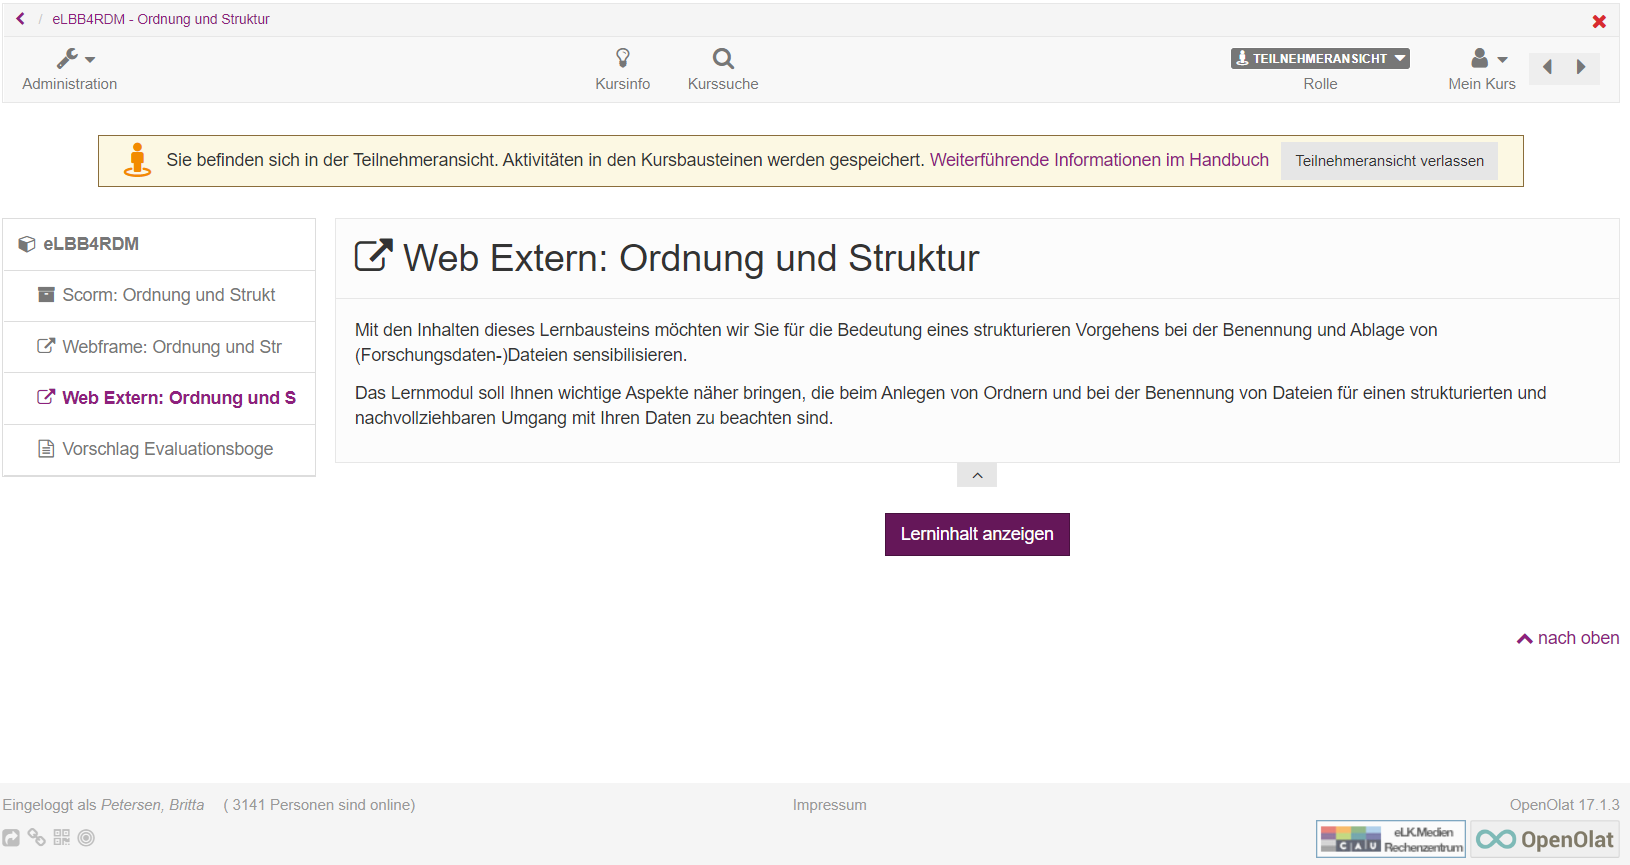 / eLBB4RDM - Ordnung und Struktur
Administration
Kursinfo
Kurssuche
TEILNEHMERANSICHT
Rolle
Mein Kurs
Sie befinden sich in der Teilnehmeransicht. Aktivitäten in den Kursbausteinen werden gespeichert. Weiterführende Informationen im Handbuch
Teilnehmeransicht verlassen
eLBB4RDM
Scorm: Ordnung und Strukt
Webframe: Ordnung und Str
Web Extern: Ordnung und S
Vorschlag Evaluationsboge
Web Extern: Ordnung und Struktur
Mit den Inhalten dieses Lernbausteins möchten wir Sie für die Bedeutung eines strukturieren Vorgehens bei der Benennung und Ablage von
(Forschungsdaten-)Dateien sensibilisieren.
Das Lernmodul soll Ihnen wichtige Aspekte näher bringen, die beim Anlegen von Ordnern und bei der Benennung von Dateien für einen strukturierten und
nachvollziehbaren Umgang mit Ihren Daten zu beachten sind.
Lerninhalt anzeigen
nach oben
Eingeloggt als Petersen, Britta ( 3141 Personen sind online)
Impressum
OpenOlat 17.1.3
CAU
eLK.Medien
Rechenzentrum
OpenOlat